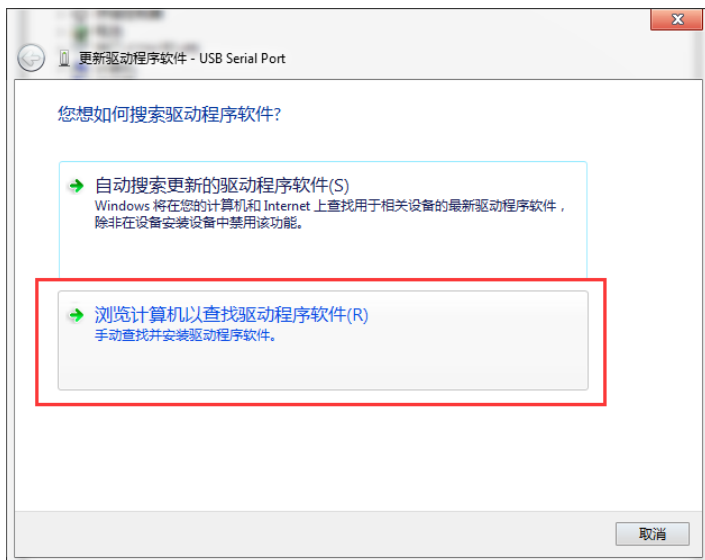 更新驱动程序软件 - USB Serial Port
您想如何搜索驱动程序软件?
自动搜索更新的驱动程序软件(S)
Windows 将在您的计算机和 Internet 上查找用于相关设备的最新驱动程序软件，
除非在设备安装设备中禁用该功能。
浏览计算机以查找驱动程序软件(R)
手动查找并安装驱动程序软件。
取消